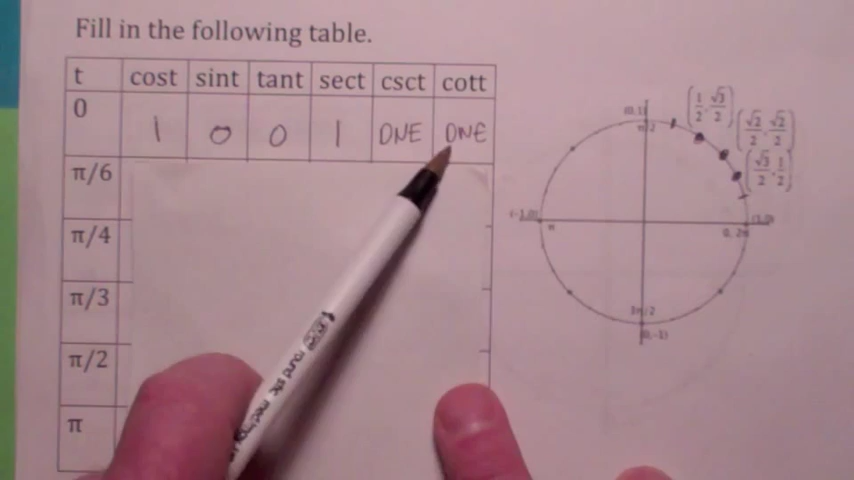 Fill in the following table.
t cost sint tant sect csct cott
0 1 0 0 1 DNE DNE
π/6
π/4
π/3
π/2
π
(0,1)
π/2
(1/2, √3/2)
(√2/2, √2/2)
(√3/2, 1/2)
(-1,0)
π
(1,0)
0, 2π
3π/2
(0,-1)
round stic